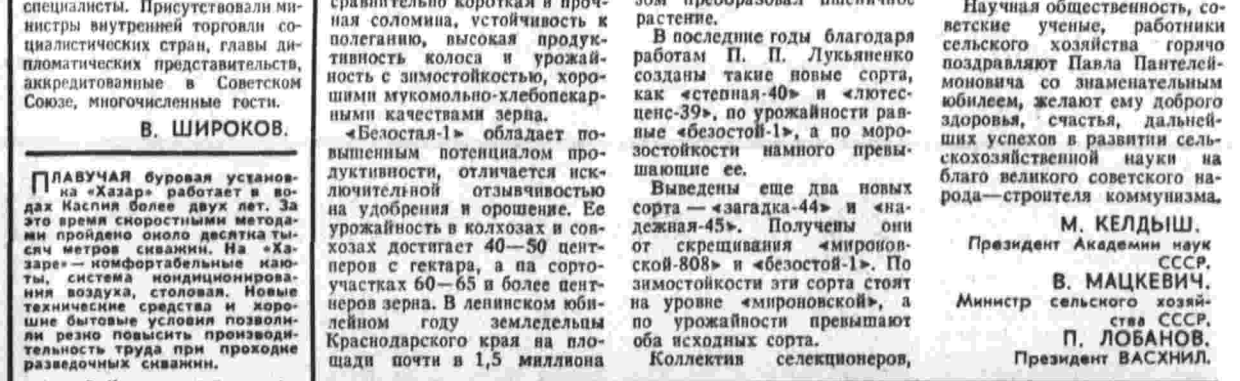 специалисты. Присутствовали ми-
нистры внутренней торговли со-
циалистических стран, главы ди-
пломатических представительств,
аккредитованные в Советском
Союзе, многочисленные гости.
В. ШИРОКОВ.
ПЛАВУЧАЯ буровая установ-
ка «Хазар» работает в во-
дах Каспия более двух лет. За
это время скоростными метода-
ми пройдено около десятка ты-
сяч метров скважин. На «Ха-
заре» — комфортабельные каю-
ты, система кондиционирова-
ния воздуха, столовая. Новые
технические средства и хоро-
шие бытовые условия позволи-
ли резко повысить производи-
тельность труда при проходке
разведочных скважин.
сравнительно короткая и проч-
ная соломина, устойчивость к
полеганию, высокая продук-
тивность колоса и урожай-
ность с зимостойкостью, хоро-
шими мукомольно-хлебопекар-
ными качествами зерна.
«Безостая-1» обладает по-
вышенным потенциалом про-
дуктивности, отличается иск-
лючительной отзывчивостью
на удобрения и орошение. Ее
урожайность в колхозах и сов-
хозах достигает 40—50 цент-
неров с гектара, а на сорто-
участках 60—65 и более цент-
неров зерна. В ленинском юби-
лейном году земледельцы
Краснодарского края на пло-
щади почти в 1,5 миллиона
зом преобразовал пшеничное
растение.
В последние годы благодаря
работам П. П. Лукьяненко
созданы такие новые сорта,
как «степная-40» и «лютес-
ценс-39», по урожайности рав-
ные «безостой-1», а по моро-
зостойкости намного превы-
шающие ее.
Выведены еще два новых
сорта — «загадка-44» и «на-
дежная-45». Получены они
от скрещивания «миронов-
ской-808» и «безостой-1». По
зимостойкости эти сорта стоят
на уровне «мироновской», а
по урожайности превышают
оба исходных сорта.
Коллектив селекционеров,
Научная общественность, со-
ветские ученые, работники
сельского хозяйства горячо
поздравляют Павла Пантелей-
моновича со знаменательным
юбилеем, желают ему доброго
здоровья, счастья, дальней-
ших успехов в развитии сель-
скохозяйственной науки на
благо великого советского на-
рода—строителя коммунизма.
М. КЕЛДЫШ.
Президент Академии наук
СССР.
В. МАЦКЕВИЧ.
Министр сельского хозяй-
ства СССР.
П. ЛОБАНОВ.
Президент ВАСХНИЛ.